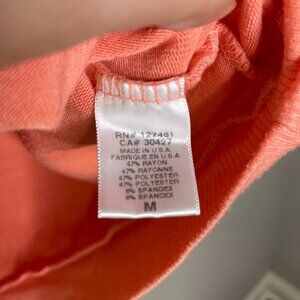 RN# 127461
CA# 30427
MADE IN U.S.A
FABRIQUE EN U.S.A
47% RAYON
47% RAYONNE
47% POLYESTER
47% POLYESTER
6% SPANDEX
6% SPANDEX
M